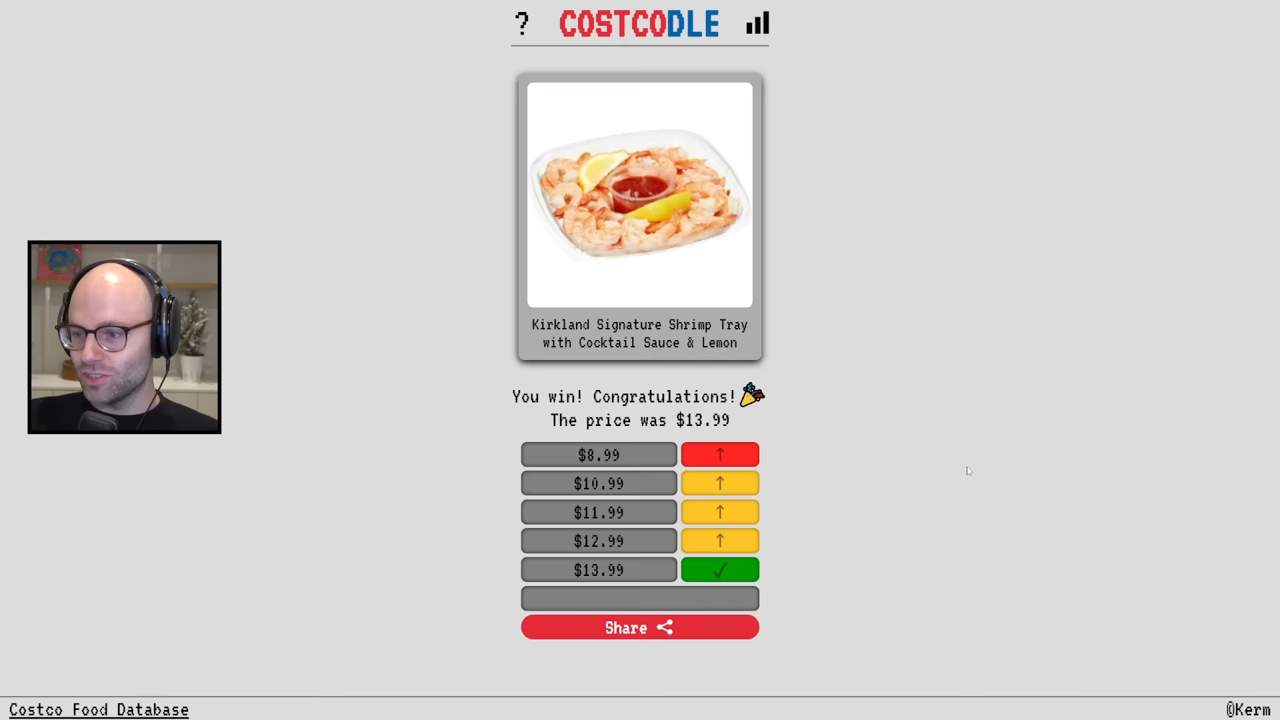 ?
COSTCODLE
Kirkland Signature Shrimp Tray
with Cocktail Sauce & Lemon
You win! Congratulations!
The price was $13.99
$8.99 ↑
$10.99 ↑
$11.99 ↑
$12.99 ↑
$13.99 ✓
Share
Costco Food Database
@Kerm